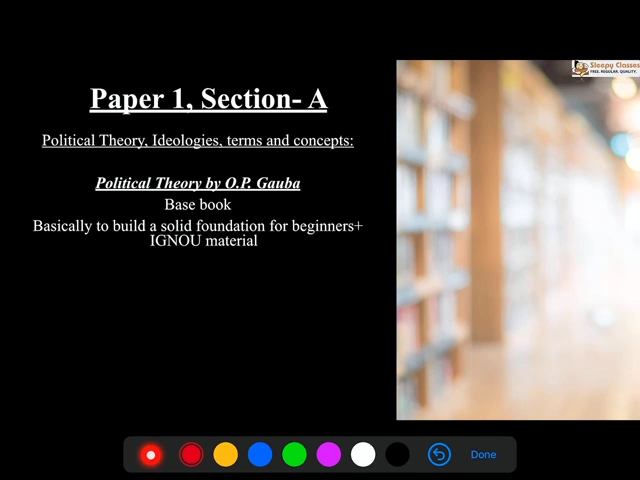 Sleepy Classes
FREE. REGULAR. QUALITY.
Paper 1, Section- A
Political Theory, Ideologies, terms and concepts:
Political Theory by O.P. Gauba
Base book
Basically to build a solid foundation for beginners+
IGNOU material
Done